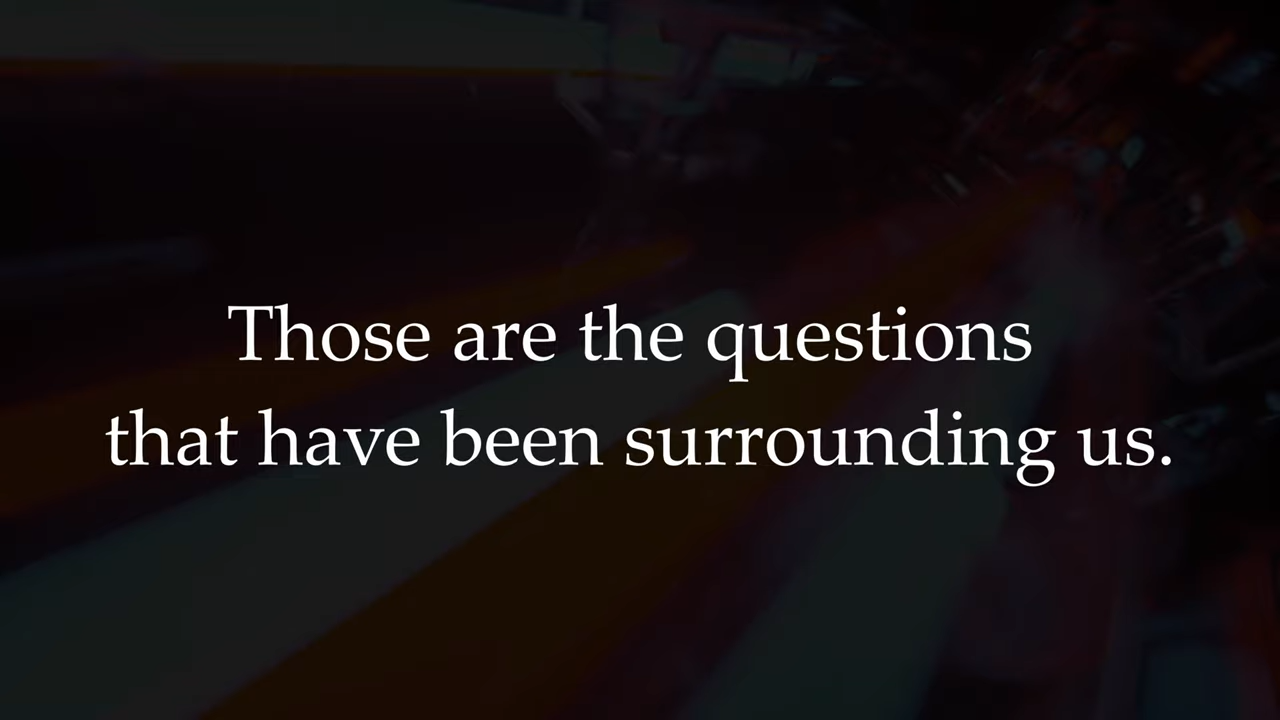 Those are the questions
that have been surrounding us.